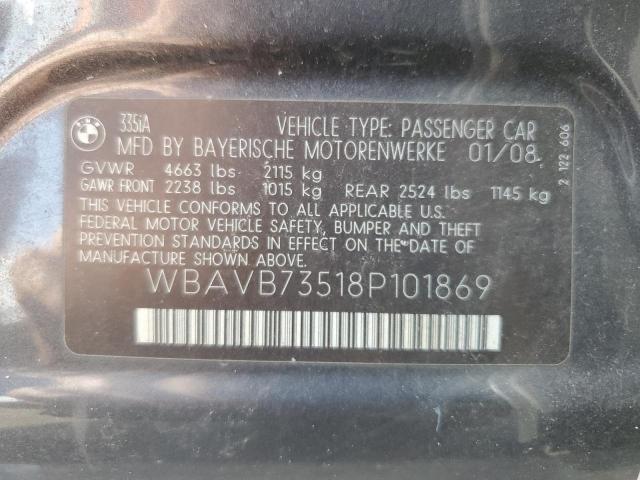 BMW
335iA VEHICLE TYPE: PASSENGER CAR
MFD BY BAYERISCHE MOTORENWERKE 01/08
GVWR 4663 lbs 2115 kg
GAWR FRONT 2238 lbs 1015 kg REAR 2524 lbs 1145 kg
THIS VEHICLE CONFORMS TO ALL APPLICABLE U.S.
FEDERAL MOTOR VEHICLE SAFETY, BUMPER AND THEFT
PREVENTION STANDARDS IN EFFECT ON THE DATE OF
MANUFACTURE SHOWN ABOVE.
WBAVB73518P101869
2 122 606